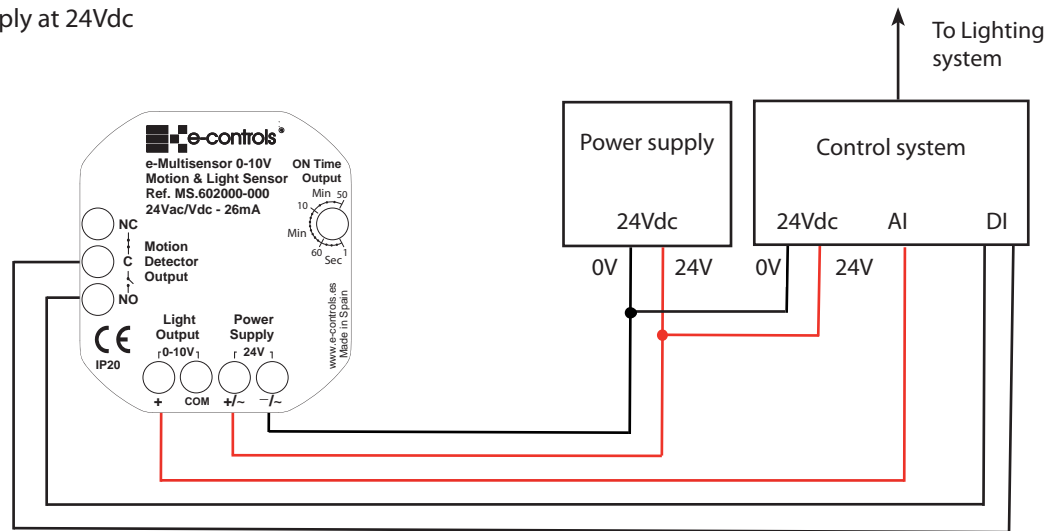 ply at 24Vdc
To Lighting
system
e-controls®
e-Multisensor 0-10V
Motion & Light Sensor
Ref. MS.602000-000
24Vac/Vdc - 26mA
ON Time
Output
Min 50
10
Min
60 1
Sec
NC
C
NO
Motion
Detector
Output
CE
IP20
Light
Output
0-10V
+
COM
Power
Supply
24V
+/~
−/~
www.e-controls.es
Made in Spain
Power supply
24Vdc
0V 24V
Control system
24Vdc AI DI
0V 24V